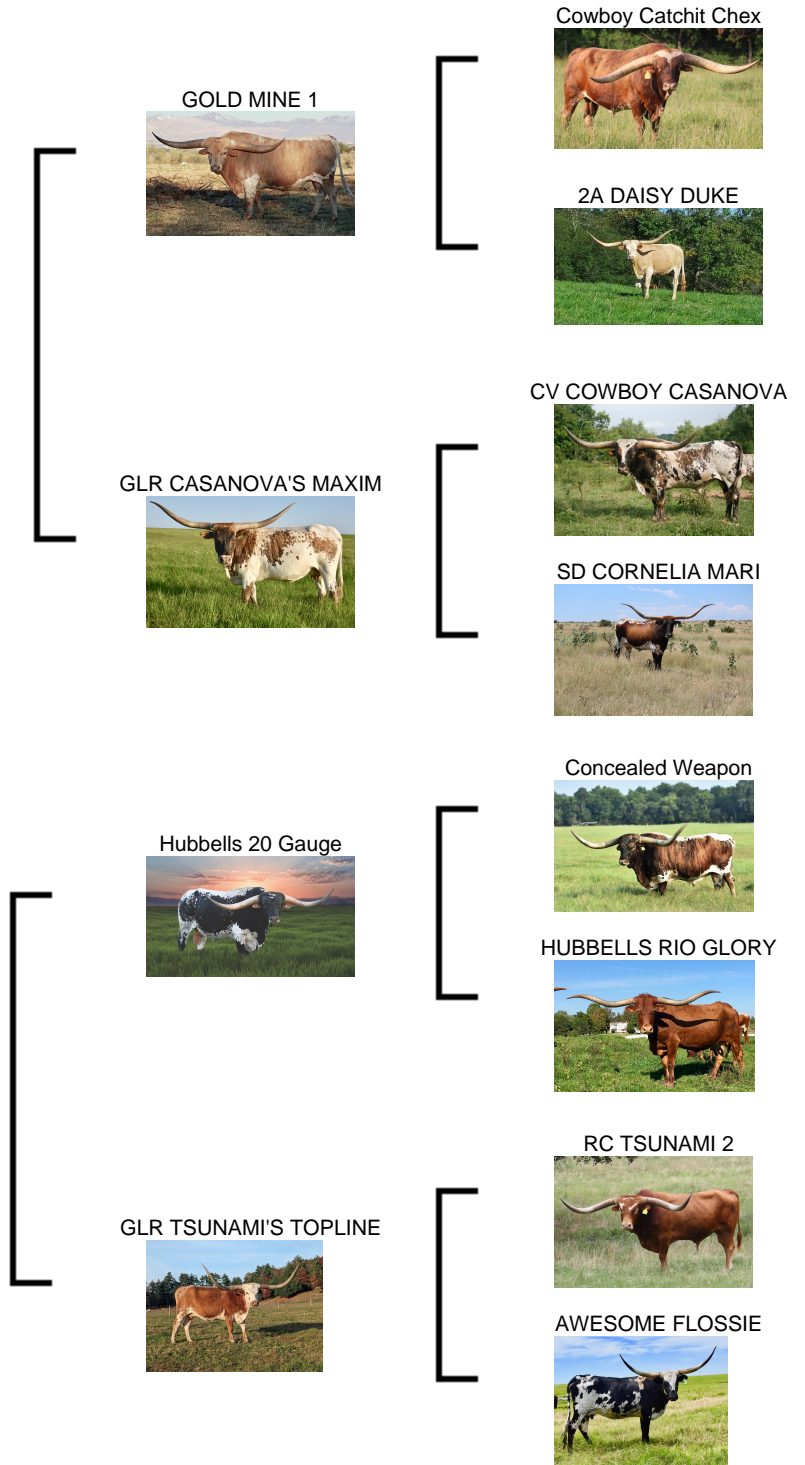 Cowboy Catchit Chex
GOLD MINE 1
2A DAISY DUKE
CV COWBOY CASANOVA
GLR CASANOVA'S MAXIM
SD CORNELIA MARI
Concealed Weapon
Hubbells 20 Gauge
HUBBELLS RIO GLORY
RC TSUNAMI 2
GLR TSUNAMI'S TOPLINE
AWESOME FLOSSIE